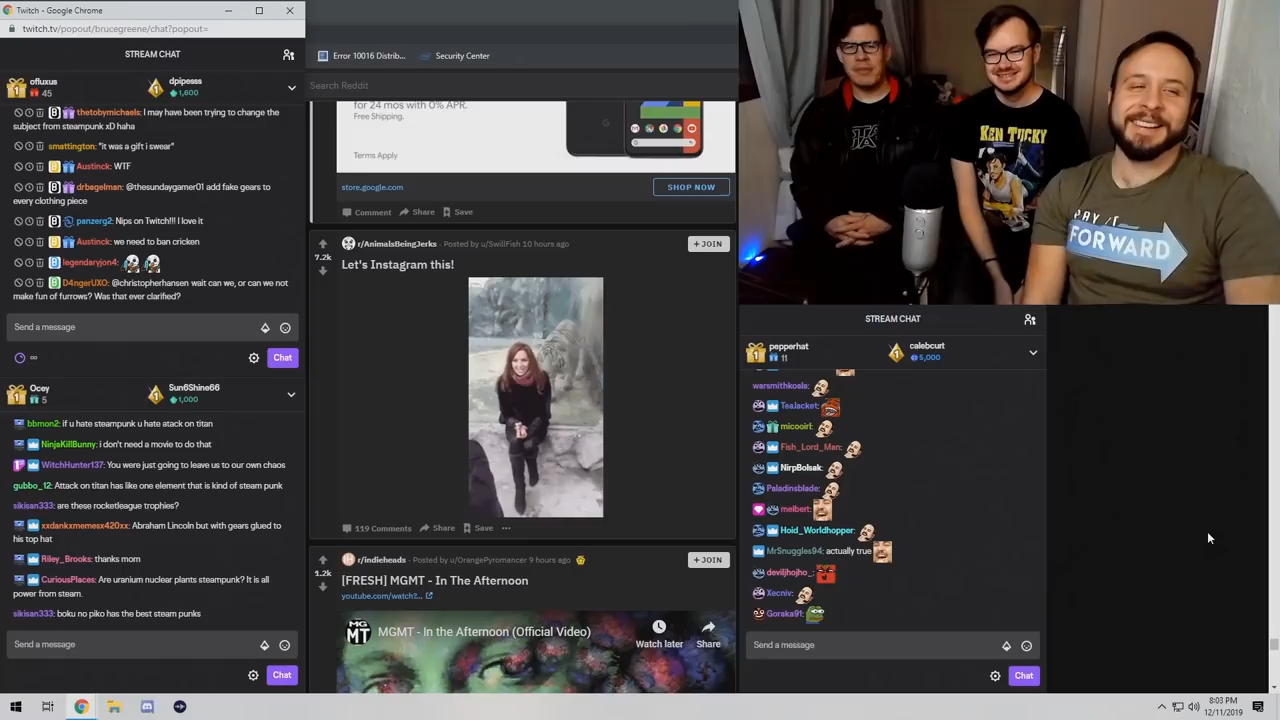 Twitch - Google Chrome
twitch.tv/popout/brucegreene/chat?popout=
STREAM CHAT
ofluxus
45
dpipesss
1,600
thetobymichaels: I may have been trying to change the
subject from steampunk xD haha
smattington: "it was a gift i swear"
Austinck: WTF
drbagelman: @thesundaygamer01 add fake gears to
every clothing piece
panzerg2: Nips on Twitch!!! I love it
Austinck: we need to ban cricken
legendaryjon4:
D4ngerUXO: @christopherhansen wait can we, or can we not
make fun of furrows? Was that ever clarified?
Send a message
∞
Chat
Ocey
5
Sun6Shine66
1,000
bbmon2: if u hate steampunk u hate atack on titan
NinjaKillBunny: i don't need a movie to do that
WitchHunter137: You were just going to leave us to our own chaos
gubbo_12: Attack on titan has like one element that is kind of steam punk
sikisan333: are these rocketleague trophies?
xxdankxmemesx420xx: Abraham Lincoln but with gears glued to
his top hat
Riley_Brooks: thanks mom
CuriousPlaces: Are uranium nuclear plants steampunk? It is all
power from steam.
sikisan333: boku no piko has the best steam punks
Send a message
Chat
Error 10016 Distrib...
Security Center
Search Reddit
for 24 mos with 0% APR.
Free Shipping.
Terms Apply
store.google.com
SHOP NOW
Comment Share Save
r/AnimalsBeingJerks · Posted by u/SwillFish 10 hours ago
+ JOIN
7.2k
Let's Instagram this!
119 Comments Share Save ...
r/indieheads · Posted by u/OrangePyromancer 9 hours ago
+ JOIN
1.2k
[FRESH] MGMT - In The Afternoon
youtube.com/watch?...
MG
MT
MGMT - In the Afternoon (Official Video)
Watch later
Share
KEN TUCKY
PAY IT
FORWARD
STREAM CHAT
pepperhat
11
calebcurt
5,000
warsmithkoala:
TeaJacket:
micooirl:
Fish_Lord_Man:
NirpBolsak:
Paladinsblade:
melbert:
Hoid_Worldhopper:
MrSnuggles94: actually true
deviljhojho_:
Xecniv:
Goraka91:
Send a message
Chat
8:03 PM
12/11/2019